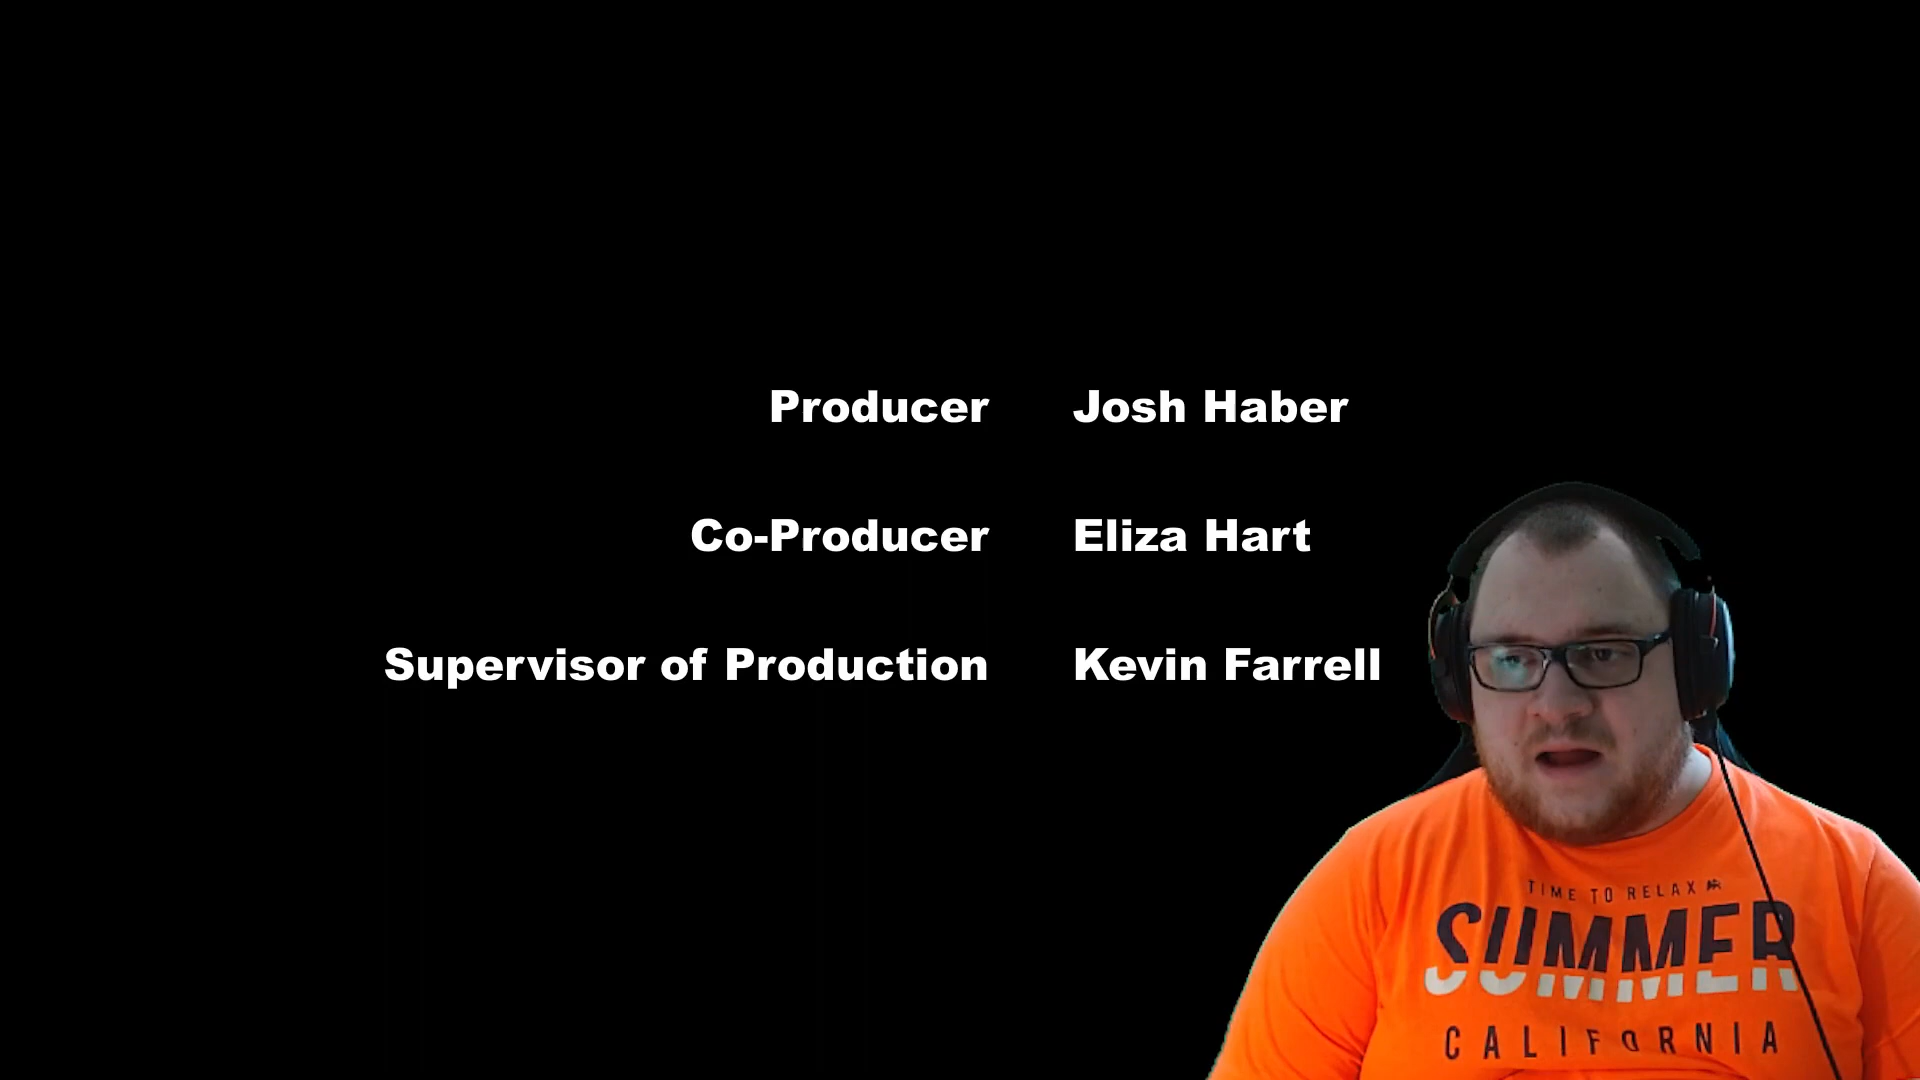 Producer Josh Haber
Co-Producer Eliza Hart
Supervisor of Production Kevin Farrell
TIME TO RELAX
SUMMER
CALIFORNIA